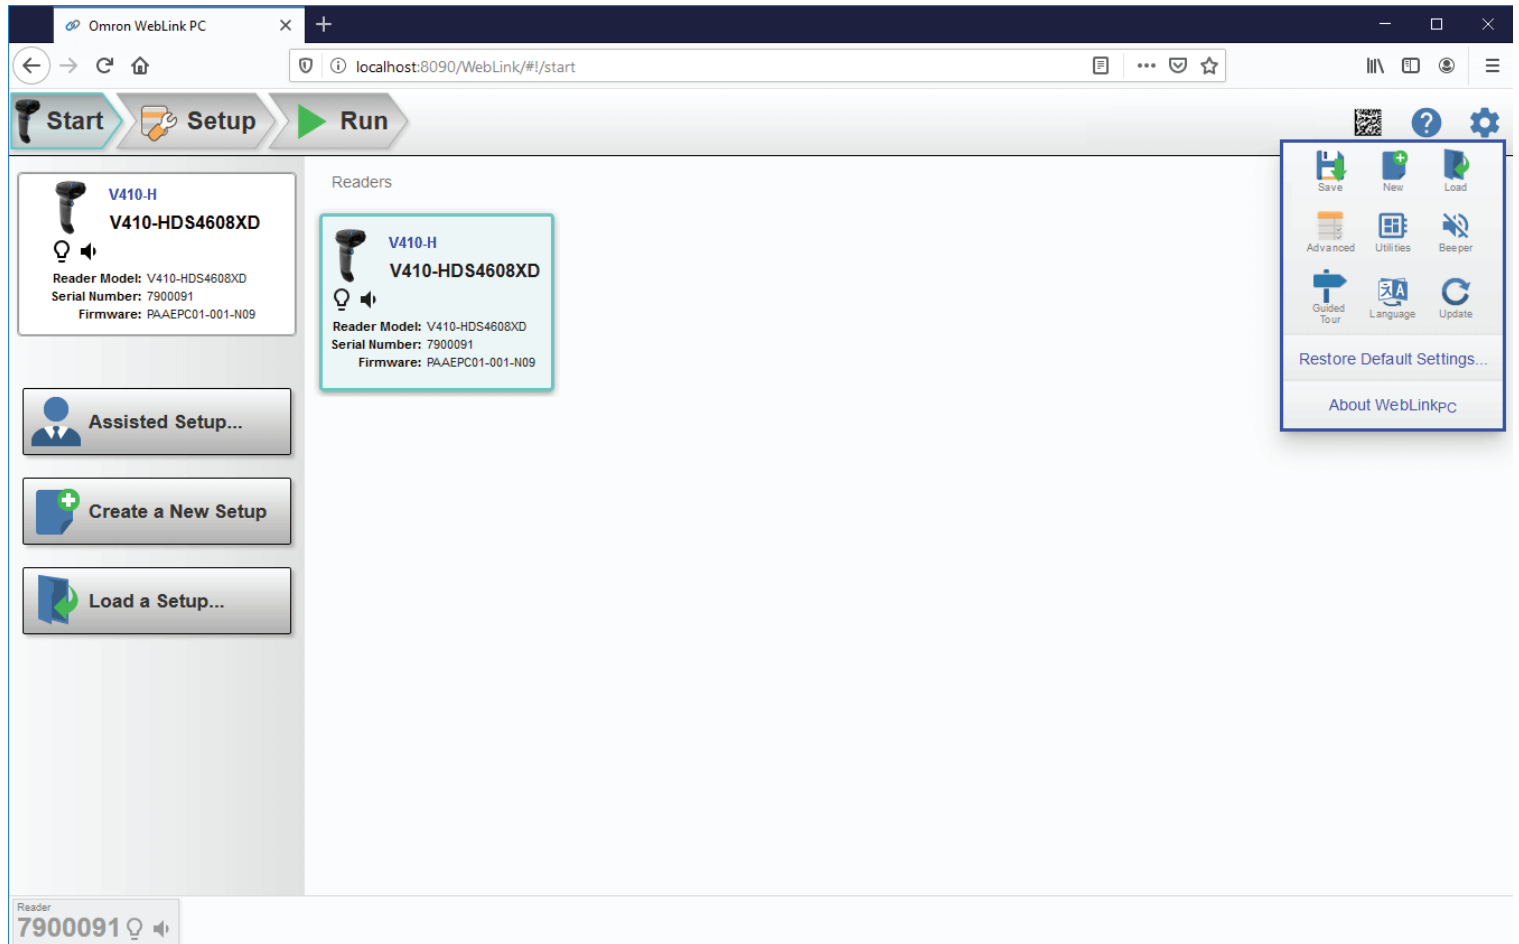 Omron WebLink PC
localhost:8090/WebLink/#!/start
Start
Setup
Run
V410-H
V410-HDS4608XD
Reader Model: V410-HDS4608XD
Serial Number: 7900091
Firmware: PAAEPC01-001-N09
Assisted Setup...
Create a New Setup
Load a Setup...
Readers
V410-H
V410-HDS4608XD
Reader Model: V410-HDS4608XD
Serial Number: 7900091
Firmware: PAAEPC01-001-N09
Save New Load
Advanced Utilities Beeper
Guided
Tour
Language Update
Restore Default Settings...
About WebLinkPC
Reader
7900091